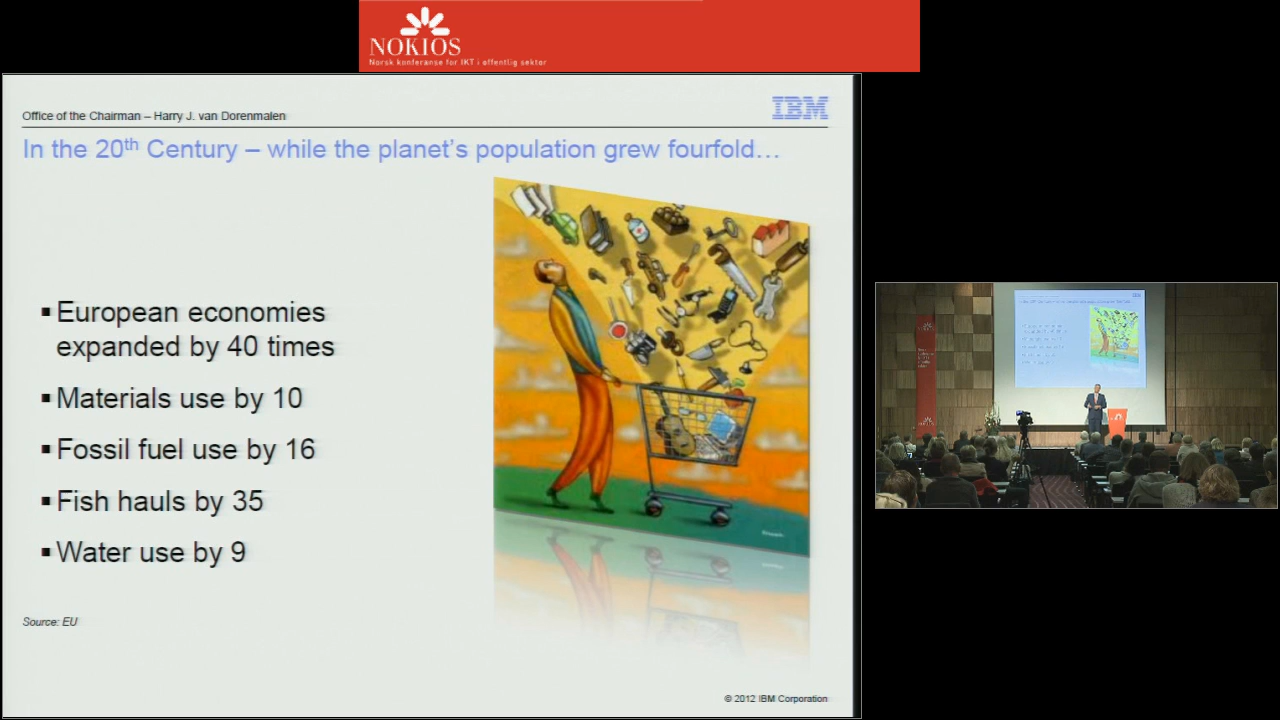 NOKIOS
Norsk konferanse for IKT i offentlig sektor
Office of the Chairman – Harry J. van Dorenmalen
IBM
In the 20th Century – while the planet's population grew fourfold…
▪ European economies
expanded by 40 times
▪ Materials use by 10
▪ Fossil fuel use by 16
▪ Fish hauls by 35
▪ Water use by 9
Source: EU
© 2012 IBM Corporation